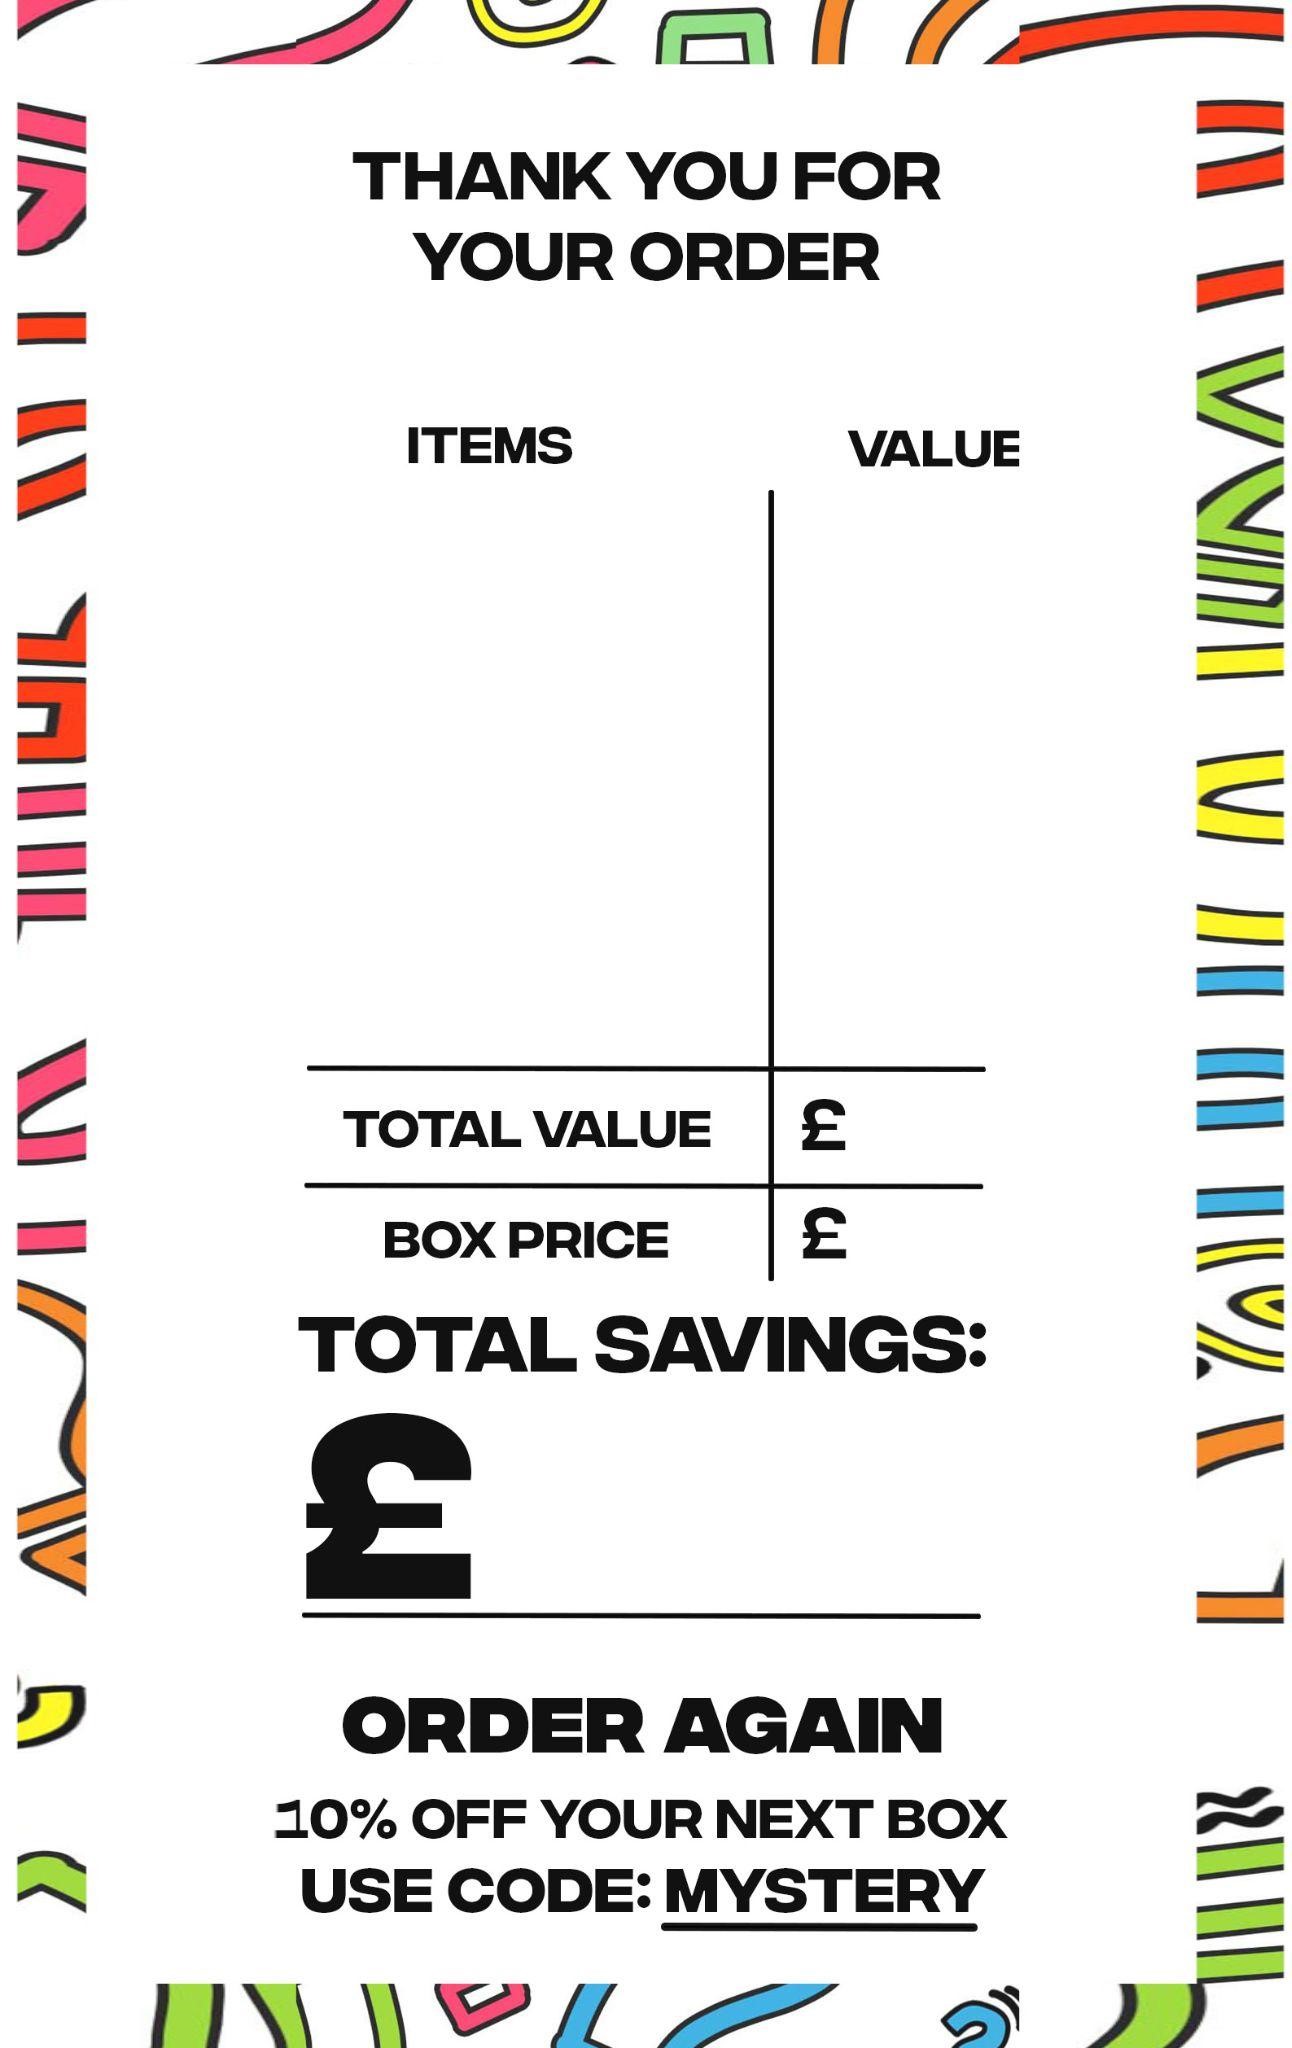 THANK YOU FOR
YOUR ORDER
ITEMS VALUE
TOTAL VALUE £
BOX PRICE £
TOTAL SAVINGS:
£
ORDER AGAIN
10% OFF YOUR NEXT BOX
USE CODE: MYSTERY